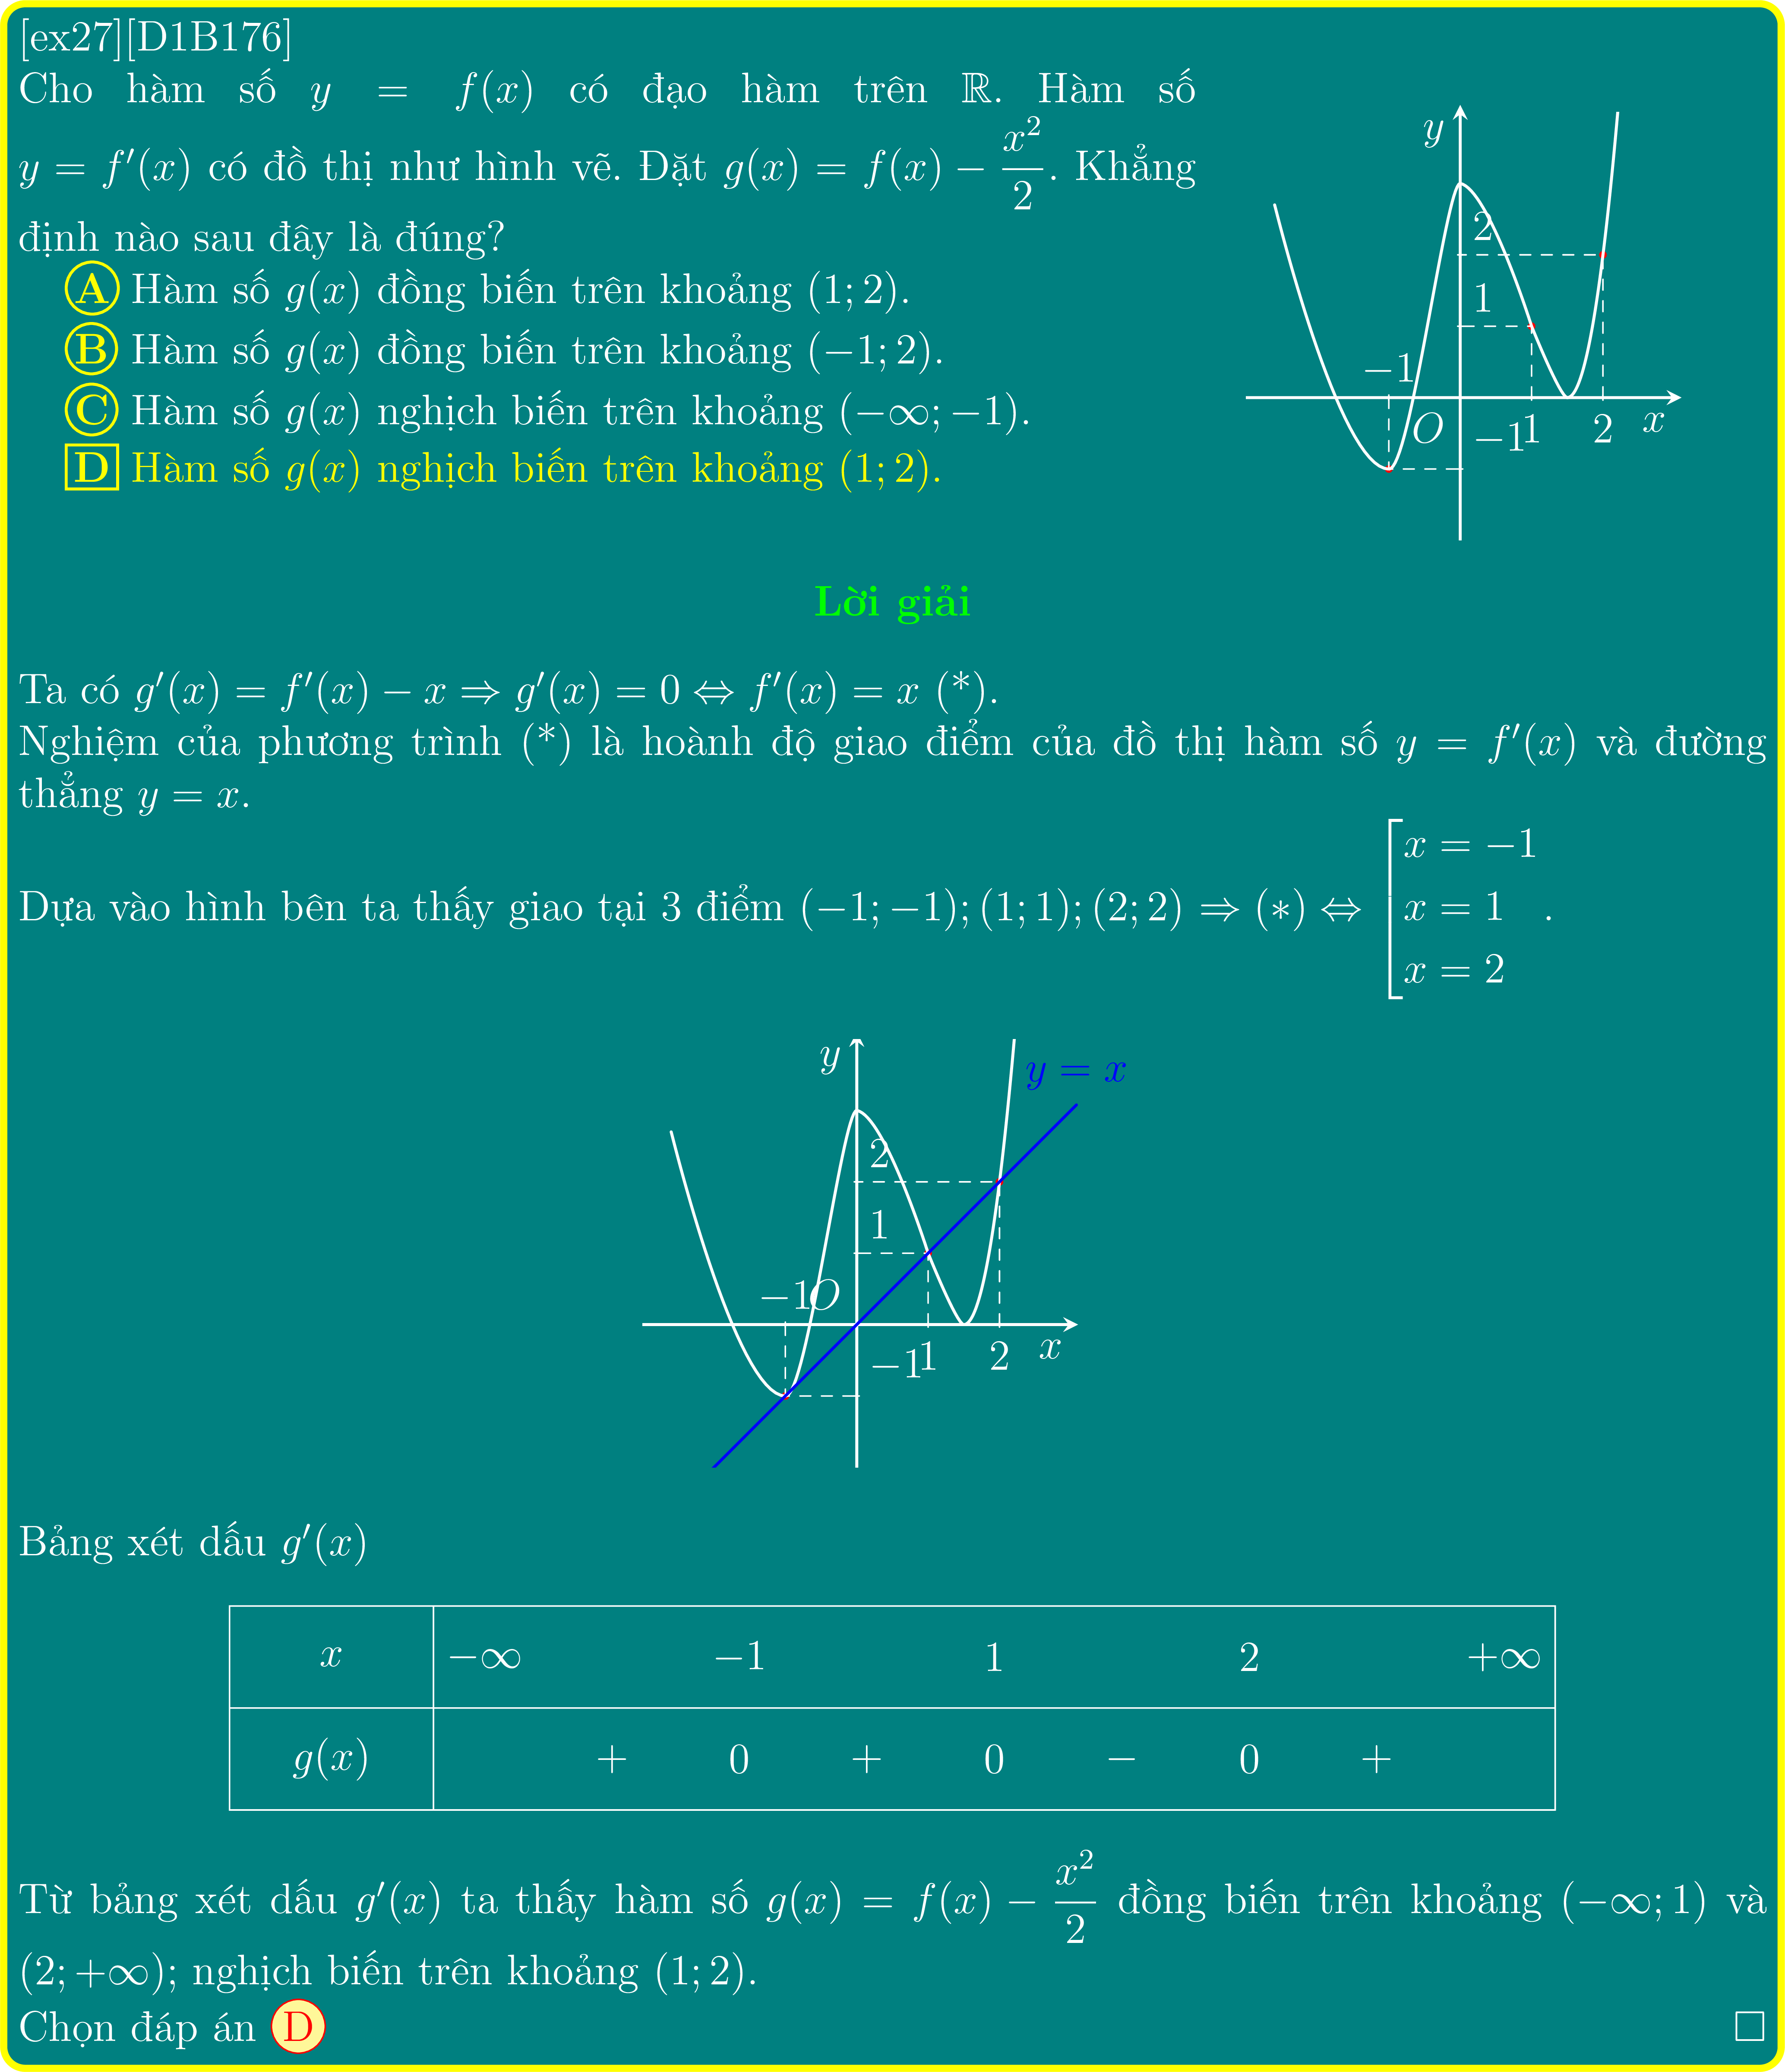 [ex27][D1B176]
Cho hàm số $y = f(x)$ có đạo hàm trên $\mathbb{R}$. Hàm số
$y = f'(x)$ có đồ thị như hình vẽ. Đặt $g(x) = f(x) - \dfrac{x^2}{2}$. Khẳng
định nào sau đây là đúng?
A Hàm số $g(x)$ đồng biến trên khoảng $(1; 2)$.
B Hàm số $g(x)$ đồng biến trên khoảng $(-1; 2)$.
C Hàm số $g(x)$ nghịch biến trên khoảng $(-\infty; -1)$.
D Hàm số $g(x)$ nghịch biến trên khoảng $(1; 2)$.
y
2
1
−1
O
−1
1
2
x
Lời giải
Ta có $g'(x) = f'(x) - x \Rightarrow g'(x) = 0 \Leftrightarrow f'(x) = x$ (*).
Nghiệm của phương trình (*) là hoành độ giao điểm của đồ thị hàm số $y = f'(x)$ và đường
thẳng $y = x$.
Dựa vào hình bên ta thấy giao tại 3 điểm $(-1; -1); (1; 1); (2; 2) \Rightarrow (*) \Leftrightarrow \left[\begin{array}{l} x = -1 \\ x = 1 \\ x = 2 \end{array}\right.$.
y
y = x
2
1
−1
O
−1
1
2
x
Bảng xét dấu $g'(x)$
x −∞ −1 1 2 +∞
g(x) + 0 + 0 − 0 +
Từ bảng xét dấu $g'(x)$ ta thấy hàm số $g(x) = f(x) - \dfrac{x^2}{2}$ đồng biến trên khoảng $(-\infty; 1)$ và
$(2; +\infty)$; nghịch biến trên khoảng $(1; 2)$.
Chọn đáp án D □